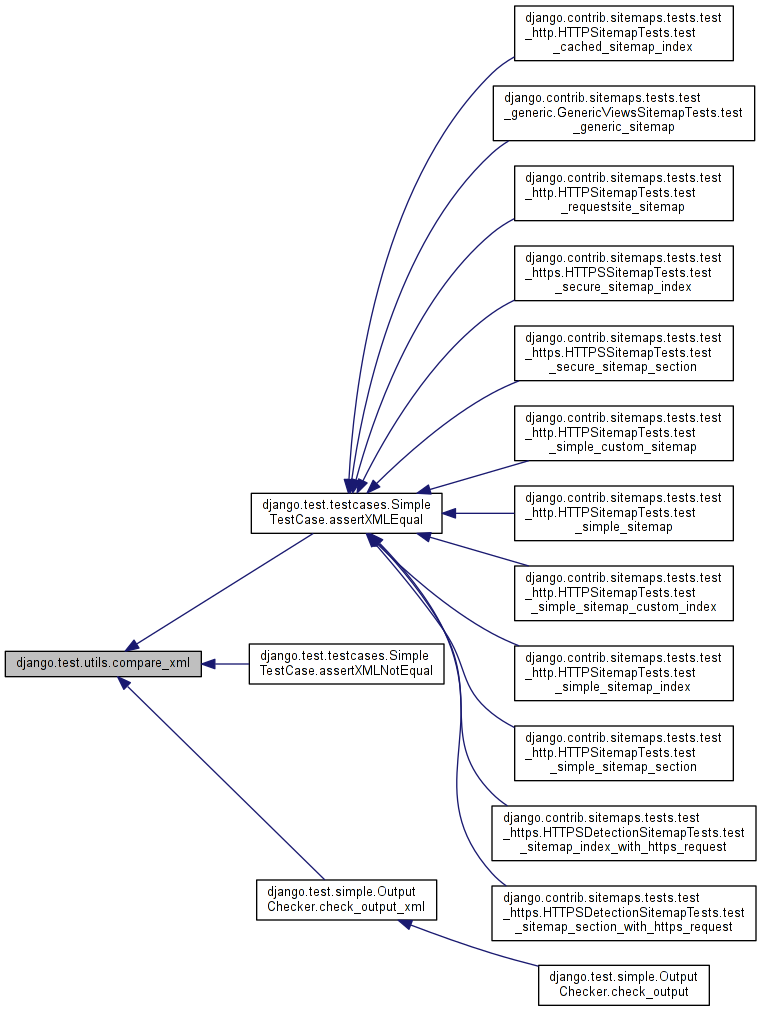 django.contrib.sitemaps.tests.test
_http.HTTPSitemapTests.test
_cached_sitemap_index
django.contrib.sitemaps.tests.test
_generic.GenericViewsSitemapTests.test
_generic_sitemap
django.contrib.sitemaps.tests.test
_http.HTTPSitemapTests.test
_requestsite_sitemap
django.contrib.sitemaps.tests.test
_https.HTTPSSitemapTests.test
_secure_sitemap_index
django.contrib.sitemaps.tests.test
_https.HTTPSSitemapTests.test
_secure_sitemap_section
django.contrib.sitemaps.tests.test
_http.HTTPSitemapTests.test
_simple_custom_sitemap
django.test.testcases.Simple
TestCase.assertXMLEqual
django.contrib.sitemaps.tests.test
_http.HTTPSitemapTests.test
_simple_sitemap
django.contrib.sitemaps.tests.test
_http.HTTPSitemapTests.test
_simple_sitemap_custom_index
django.test.utils.compare_xml
django.test.testcases.Simple
TestCase.assertXMLNotEqual
django.contrib.sitemaps.tests.test
_http.HTTPSitemapTests.test
_simple_sitemap_index
django.contrib.sitemaps.tests.test
_http.HTTPSitemapTests.test
_simple_sitemap_section
django.contrib.sitemaps.tests.test
_https.HTTPSDetectionSitemapTests.test
_sitemap_index_with_https_request
django.test.simple.Output
Checker.check_output_xml
django.contrib.sitemaps.tests.test
_https.HTTPSDetectionSitemapTests.test
_sitemap_section_with_https_request
django.test.simple.Output
Checker.check_output